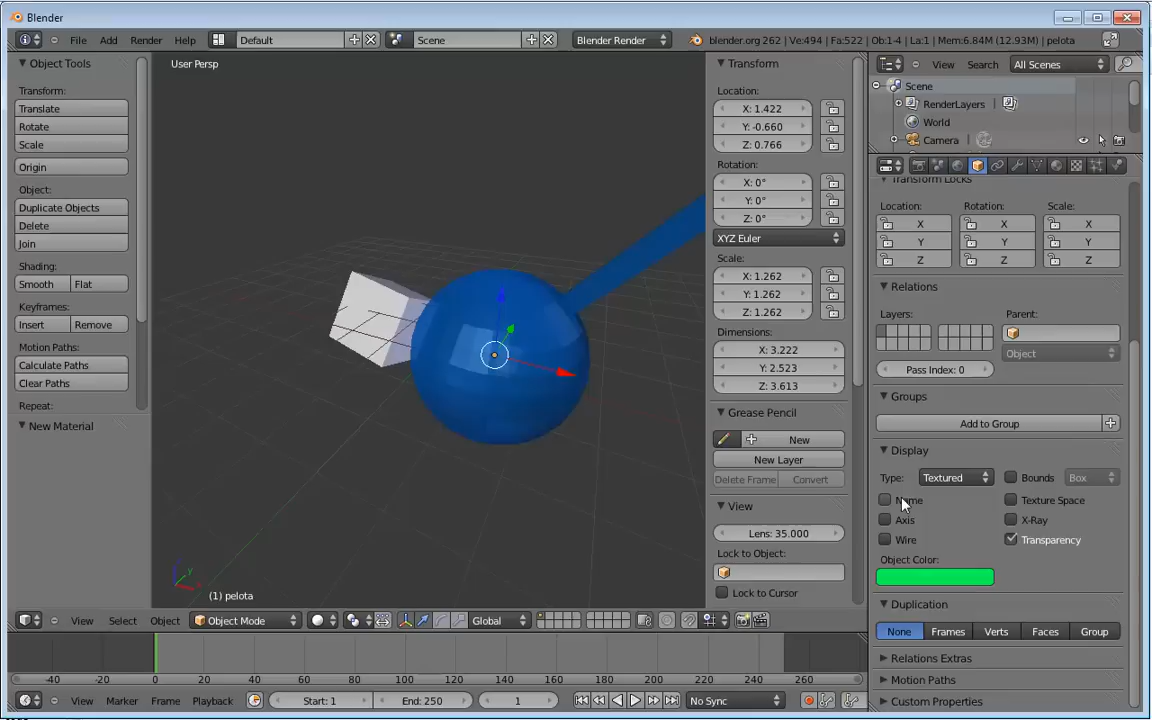 Blender
File Add Render Help Default Scene Blender Render blender.org 262 | Ve:494 | Fa:522 | Ob:1-4 | La:1 | Mem:6.84M (12.93M) | pelota
Object Tools
Transform:
Translate
Rotate
Scale
Origin
Object:
Duplicate Objects
Delete
Join
Shading:
Smooth Flat
Keyframes:
Insert Remove
Motion Paths:
Calculate Paths
Clear Paths
Repeat:
New Material
User Persp
(1) pelota
Transform
Location:
X: 1.422
Y: -0.660
Z: 0.766
Rotation:
X: 0°
Y: 0°
Z: 0°
XYZ Euler
Scale:
X: 1.262
Y: 1.262
Z: 1.262
Dimensions:
X: 3.222
Y: 2.523
Z: 3.613
Grease Pencil
New
New Layer
Delete Frame Convert
View
Lens: 35.000
Lock to Object:
Lock to Cursor
View Search All Scenes
Scene
RenderLayers
World
Camera
Transform Locks
Location: Rotation: Scale:
X X X
Y Y Y
Z Z Z
Relations
Layers: Parent:
Object
Pass Index: 0
Groups
Add to Group
Display
Type: Textured Bounds Box
Name Texture Space
Axis X-Ray
Wire Transparency
Object Color:
Duplication
None Frames Verts Faces Group
Relations Extras
Motion Paths
Custom Properties
View Select Object Object Mode Global
-40 -20 0 20 40 60 80 100 120 140 160 180 200 220 240 260
View Marker Frame Playback Start: 1 End: 250 1 No Sync